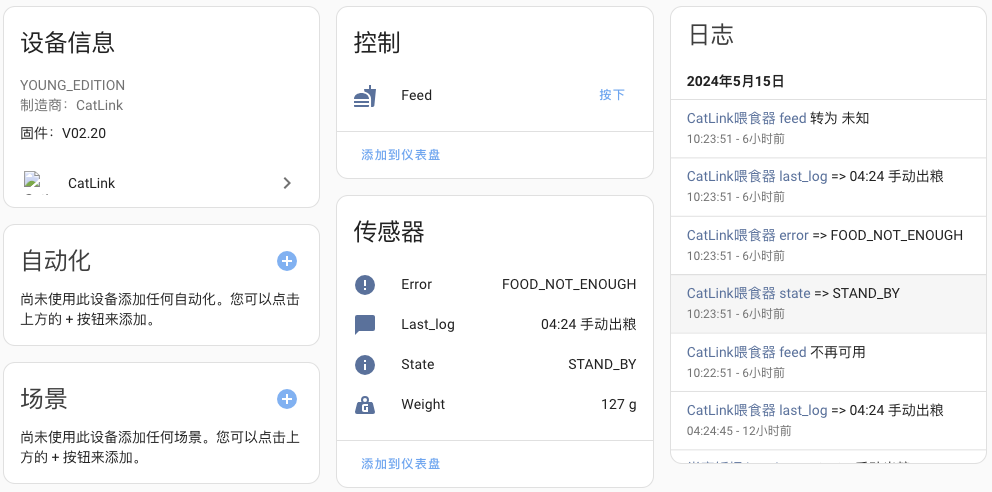 设备信息
YOUNG_EDITION
制造商：CatLink
固件：V02.20
CatLink
自动化
尚未使用此设备添加任何自动化。您可以点击
上方的 + 按钮来添加。
场景
尚未使用此设备添加任何场景。您可以点击上
方的 + 按钮来添加。
控制
Feed 按下
添加到仪表盘
传感器
Error FOOD_NOT_ENOUGH
Last_log 04:24 手动出粮
State STAND_BY
Weight 127 g
添加到仪表盘
日志
2024年5月15日
CatLink喂食器 feed 转为 未知
10:23:51 - 6小时前
CatLink喂食器 last_log => 04:24 手动出粮
10:23:51 - 6小时前
CatLink喂食器 error => FOOD_NOT_ENOUGH
10:23:51 - 6小时前
CatLink喂食器 state => STAND_BY
10:23:51 - 6小时前
CatLink喂食器 feed 不再可用
10:22:51 - 6小时前
CatLink喂食器 last_log => 04:24 手动出粮
04:24:45 - 12小时前